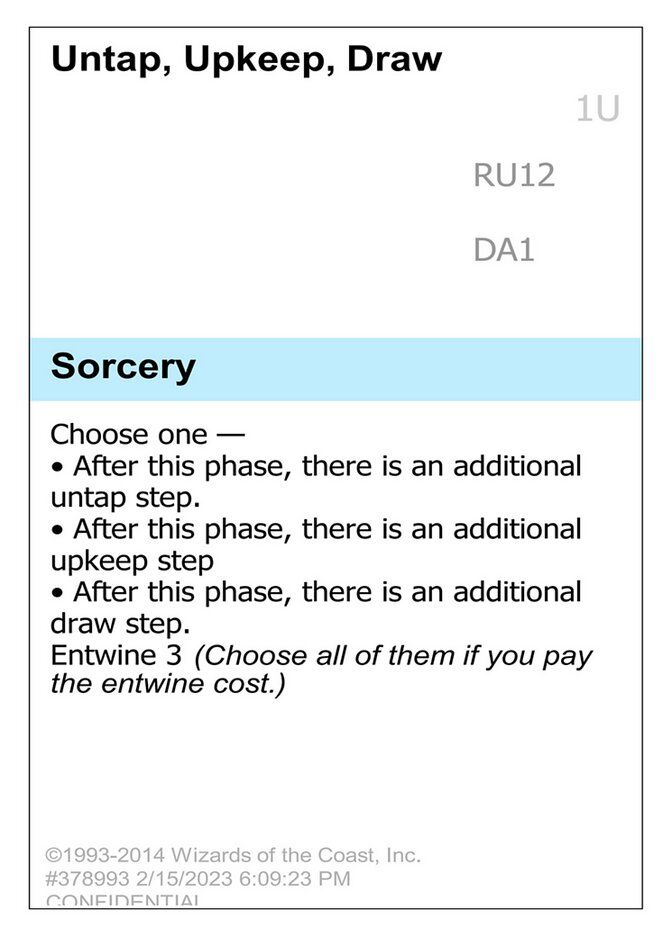 Untap, Upkeep, Draw
1U
RU12
DA1
Sorcery
Choose one —
• After this phase, there is an additional
untap step.
• After this phase, there is an additional
upkeep step
• After this phase, there is an additional
draw step.
Entwine 3 (Choose all of them if you pay
the entwine cost.)
©1993-2014 Wizards of the Coast, Inc.
#378993 2/15/2023 6:09:23 PM
CONFIDENTIAL